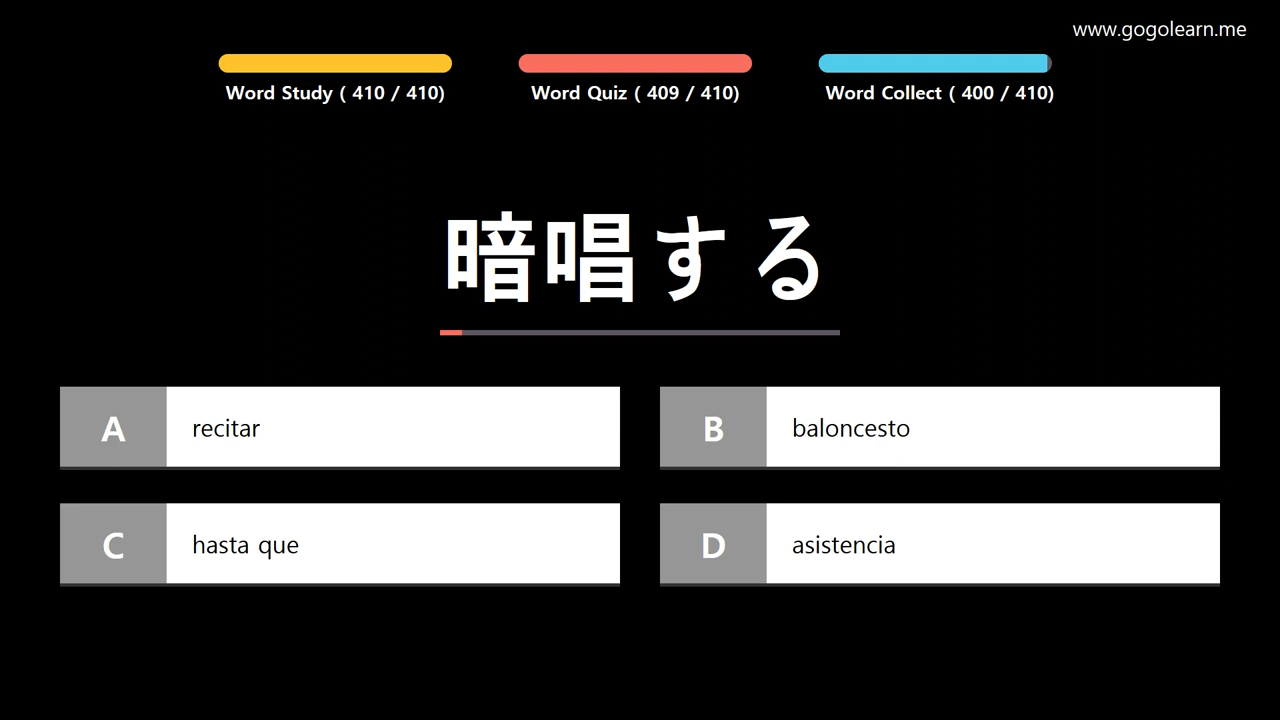 www.gogolearn.me
Word Study ( 410 / 410)
Word Quiz ( 409 / 410)
Word Collect ( 400 / 410)
暗唱する
A recitar
B baloncesto
C hasta que
D asistencia